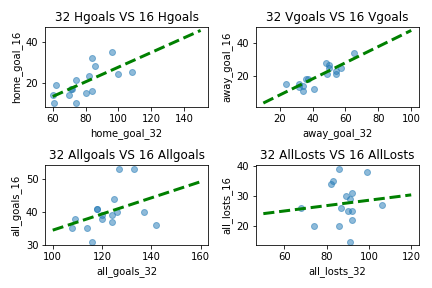 32 Hgoals VS 16 Hgoals
home_goal_16
40
20
60
80
100
120
140
home_goal_32
32 Vgoals VS 16 Vgoals
away_goal_16
40
20
20
40
60
80
100
away_goal_32
32 Allgoals VS 16 Allgoals
all_goals_16
50
40
30
100
120
140
160
all_goals_32
32 AllLosts VS 16 AllLosts
all_losts_16
40
30
20
60
80
100
120
all_losts_32